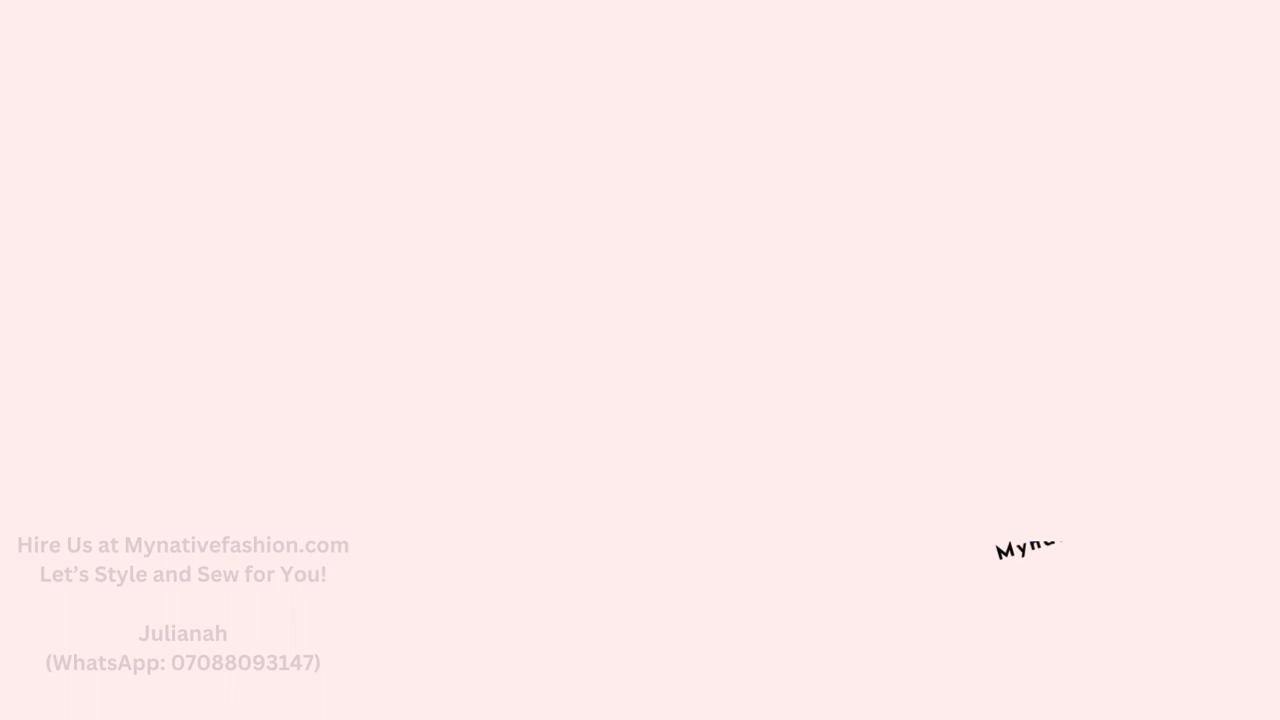 Hire Us at Mynativefashion.com
Let’s Style and Sew for You!
Julianah
(WhatsApp: 07088093147)